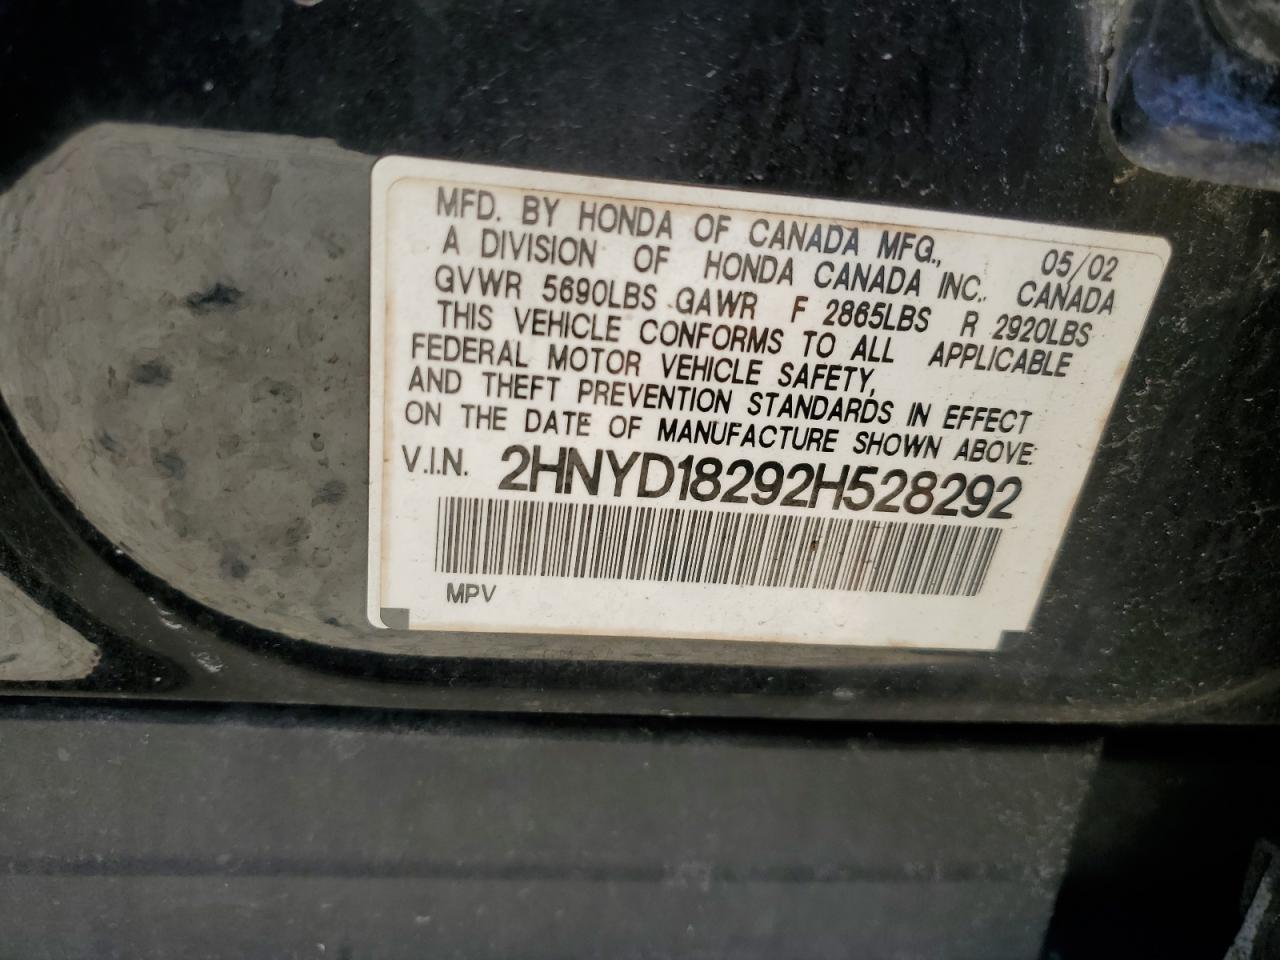 MFD. BY HONDA OF CANADA MFG., 05/02
A DIVISION OF HONDA CANADA INC. CANADA
GVWR 5690LBS GAWR F 2865LBS R 2920LBS
THIS VEHICLE CONFORMS TO ALL APPLICABLE
FEDERAL MOTOR VEHICLE SAFETY,
AND THEFT PREVENTION STANDARDS IN EFFECT
ON THE DATE OF MANUFACTURE SHOWN ABOVE:
V.I.N. 2HNYD18292H528292
MPV